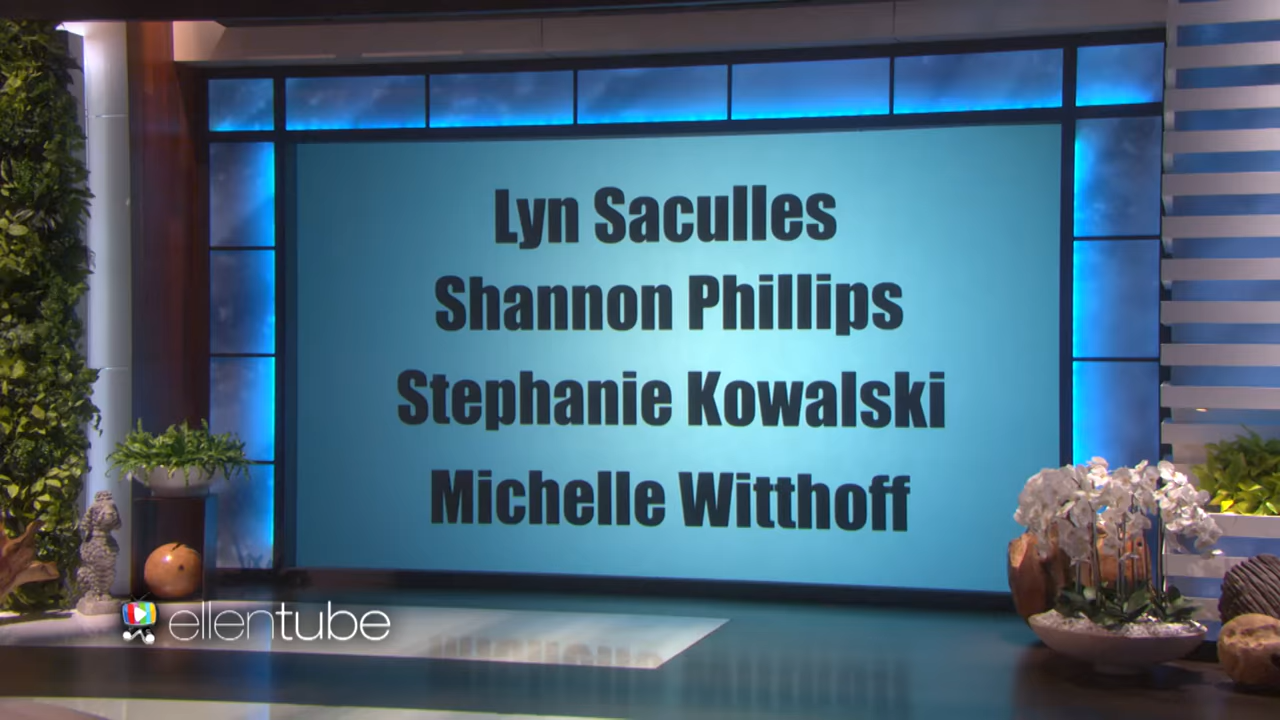 Lyn Saculles
Shannon Phillips
Stephanie Kowalski
Michelle Witthoff
ellentube